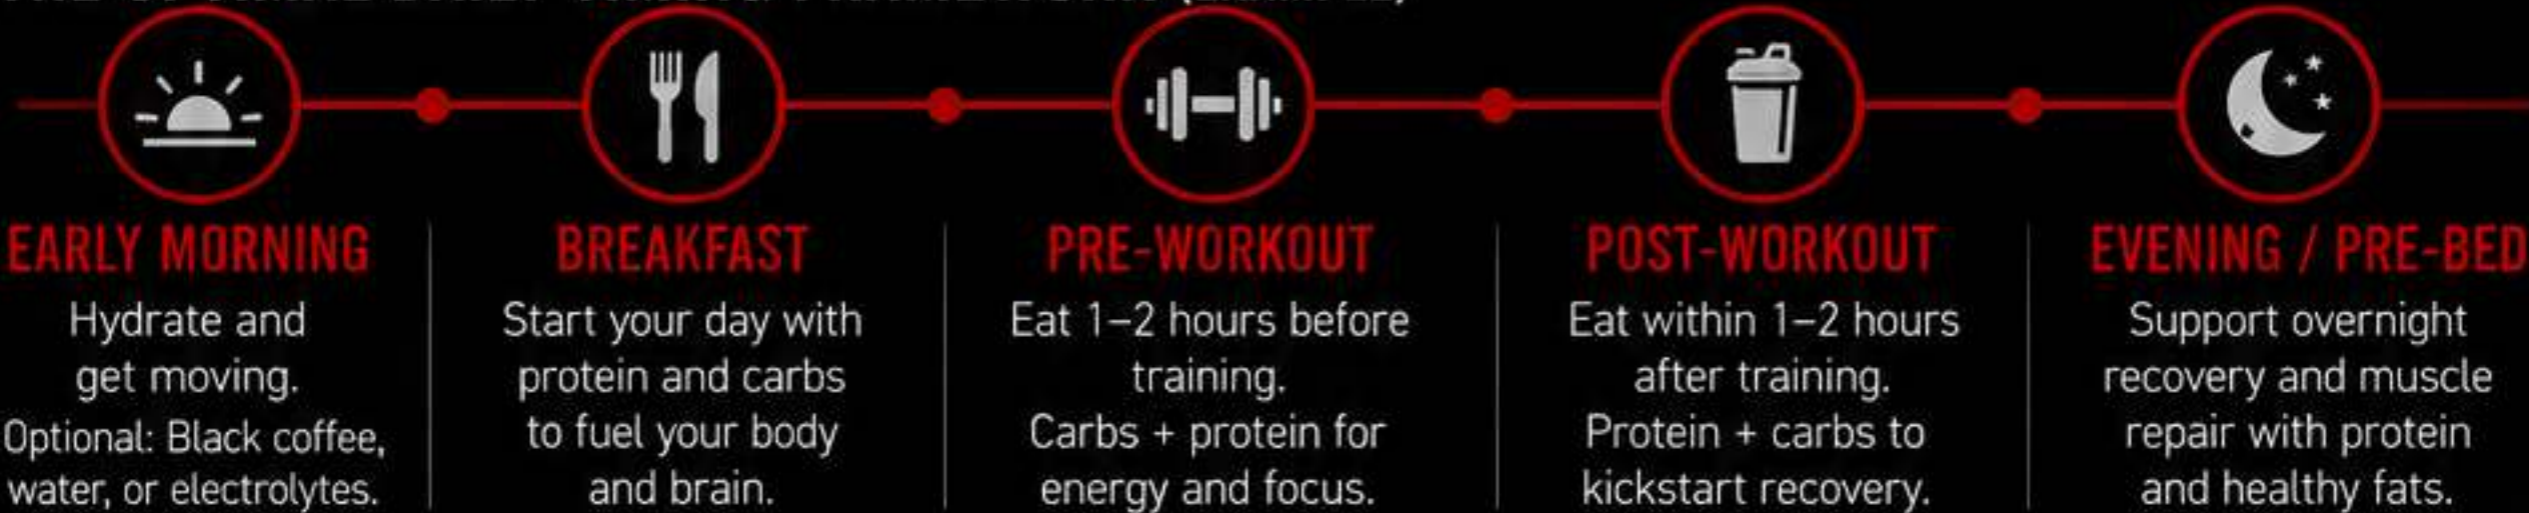 EARLY MORNING
Hydrate and
get moving.
Optional: Black coffee,
water, or electrolytes.
BREAKFAST
Start your day with
protein and carbs
to fuel your body
and brain.
PRE-WORKOUT
Eat 1–2 hours before
training.
Carbs + protein for
energy and focus.
POST-WORKOUT
Eat within 1–2 hours
after training.
Protein + carbs to
kickstart recovery.
EVENING / PRE-BED
Support overnight
recovery and muscle
repair with protein
and healthy fats.